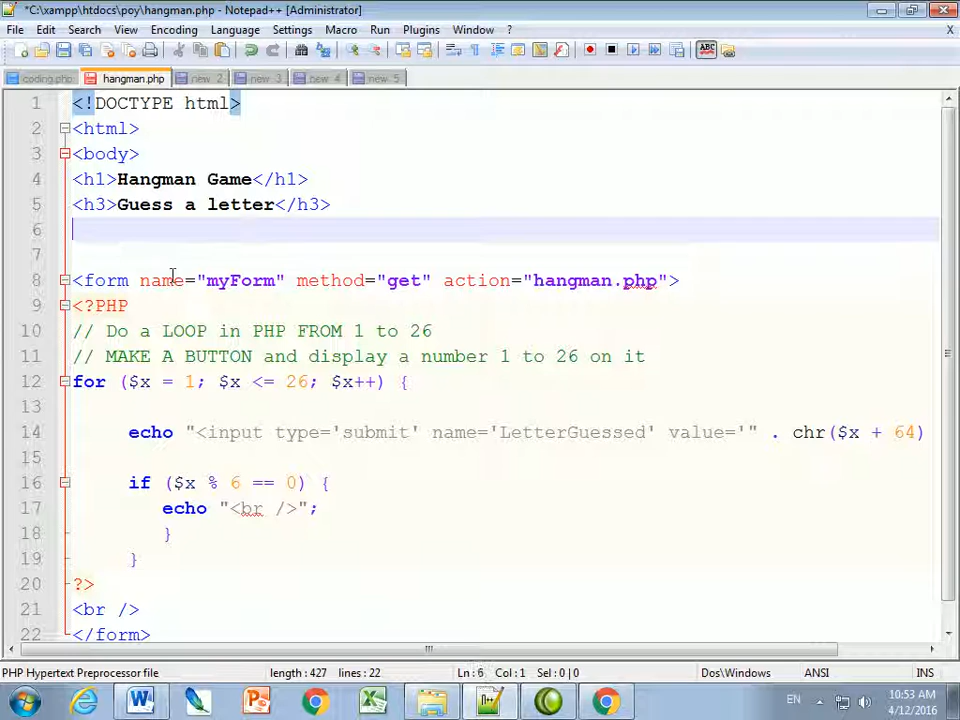 *C:\xampp\htdocs\poy\hangman.php - Notepad++ [Administrator]
File Edit Search View Encoding Language Settings Macro Run Plugins Window ? X
coding.php hangman.php new 2 new 3 new 4 new 5
1 <!DOCTYPE html>
2 <html>
3 <body>
4 <h1>Hangman Game</h1>
5 <h3>Guess a letter</h3>
6
7
8 <form name="myForm" method="get" action="hangman.php">
9 <?PHP
10 // Do a LOOP in PHP FROM 1 to 26
11 // MAKE A BUTTON and display a number 1 to 26 on it
12 for ($x = 1; $x <= 26; $x++) {
13
14 echo "<input type='submit' name='LetterGuessed' value='" . chr($x + 64)
15
16 if ($x % 6 == 0) {
17 echo "<br />";
18 }
19 }
20 ?>
21 <br />
22 </form>
PHP Hypertext Preprocessor file length : 427 lines : 22 Ln : 6 Col : 1 Sel : 0 | 0 Dos\Windows ANSI INS
EN 10:53 AM
4/12/2016